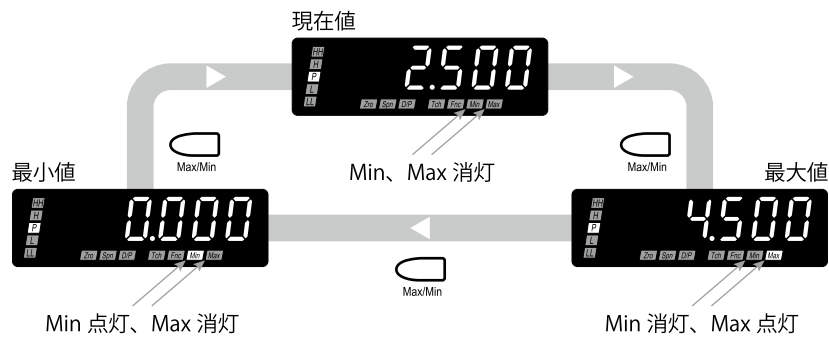 現在値
HH
H
P
L
LL
2.500
Zro Spn D/P Tch Fnc Min Max
Min、Max 消灯
Max/Min
Max/Min
最小値
HH
H
P
L
LL
0.000
Zro Spn D/P Tch Fnc Min Max
Min 点灯、Max 消灯
最大値
HH
H
P
L
LL
4.500
Zro Spn D/P Tch Fnc Min Max
Min 消灯、Max 点灯
Max/Min